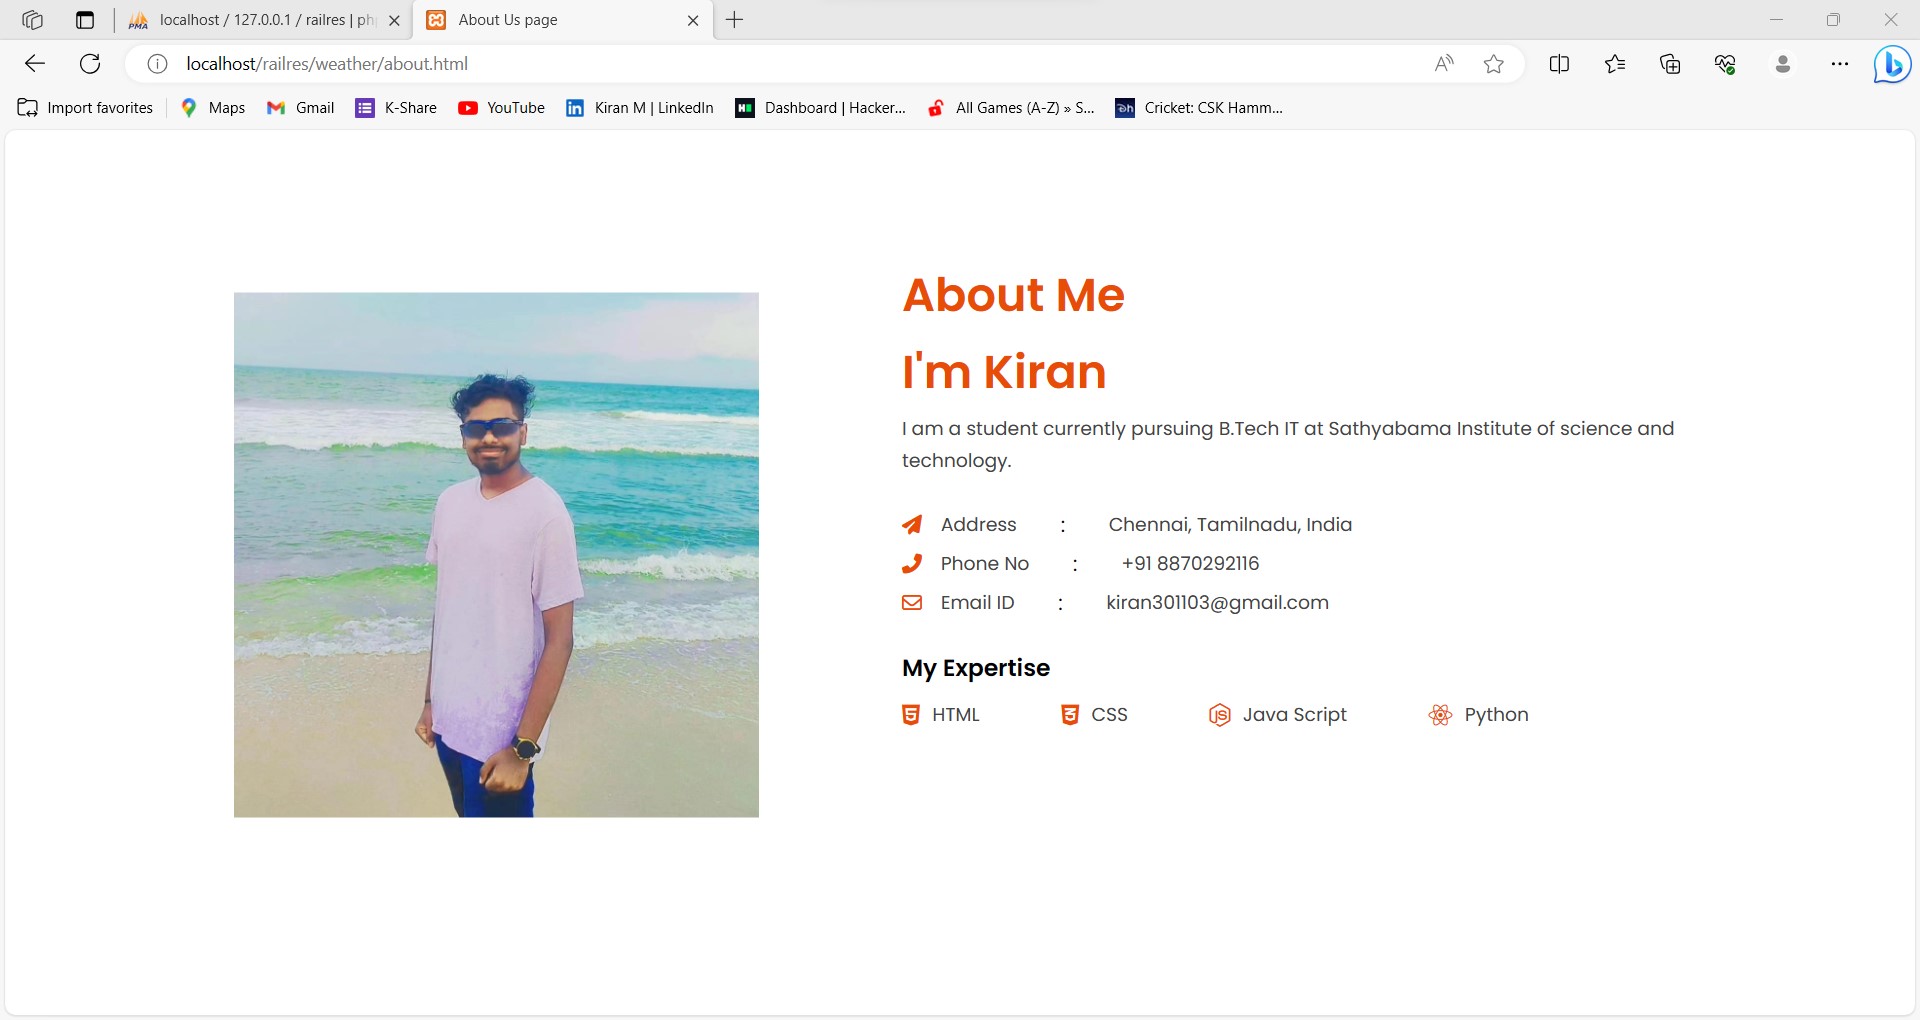 localhost / 127.0.0.1 / railres | ph
About Us page
localhost/railres/weather/about.html
Import favorites
Maps
Gmail
K-Share
YouTube
Kiran M | LinkedIn
Dashboard | Hacker...
All Games (A-Z) » S...
Cricket: CSK Hamm...
About Me
I'm Kiran
I am a student currently pursuing B.Tech IT at Sathyabama Institute of science and
technology.
Address : Chennai, Tamilnadu, India
Phone No : +91 8870292116
Email ID : kiran301103@gmail.com
My Expertise
HTML CSS Java Script Python